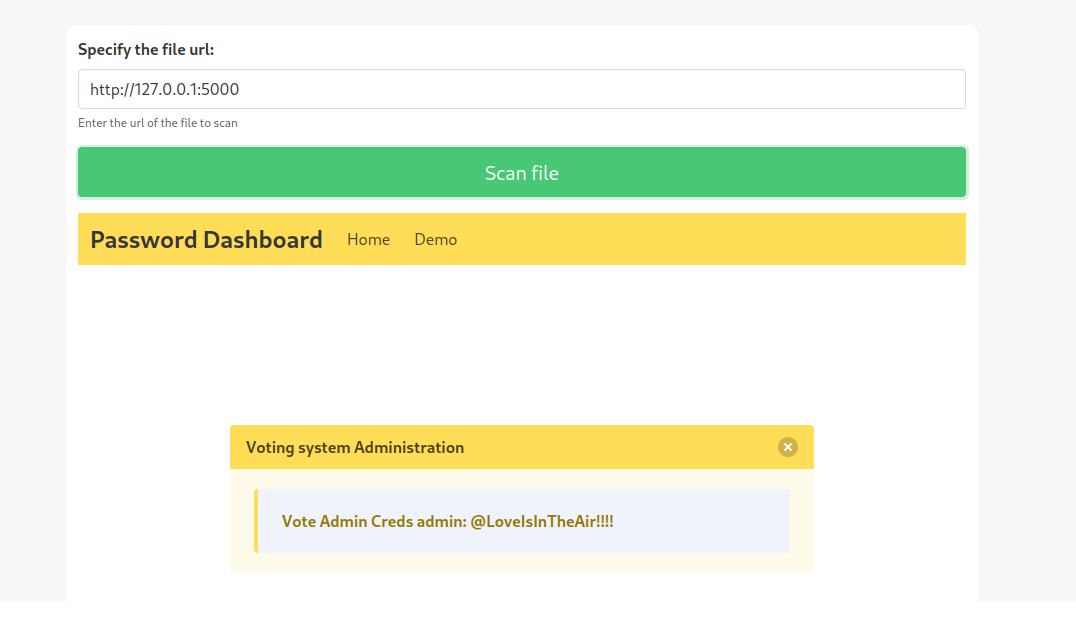 Specify the file url:
http://127.0.0.1:5000
Enter the url of the file to scan
Scan file
Password Dashboard Home Demo
Voting system Administration
Vote Admin Creds admin: @LoveIsInTheAir!!!!